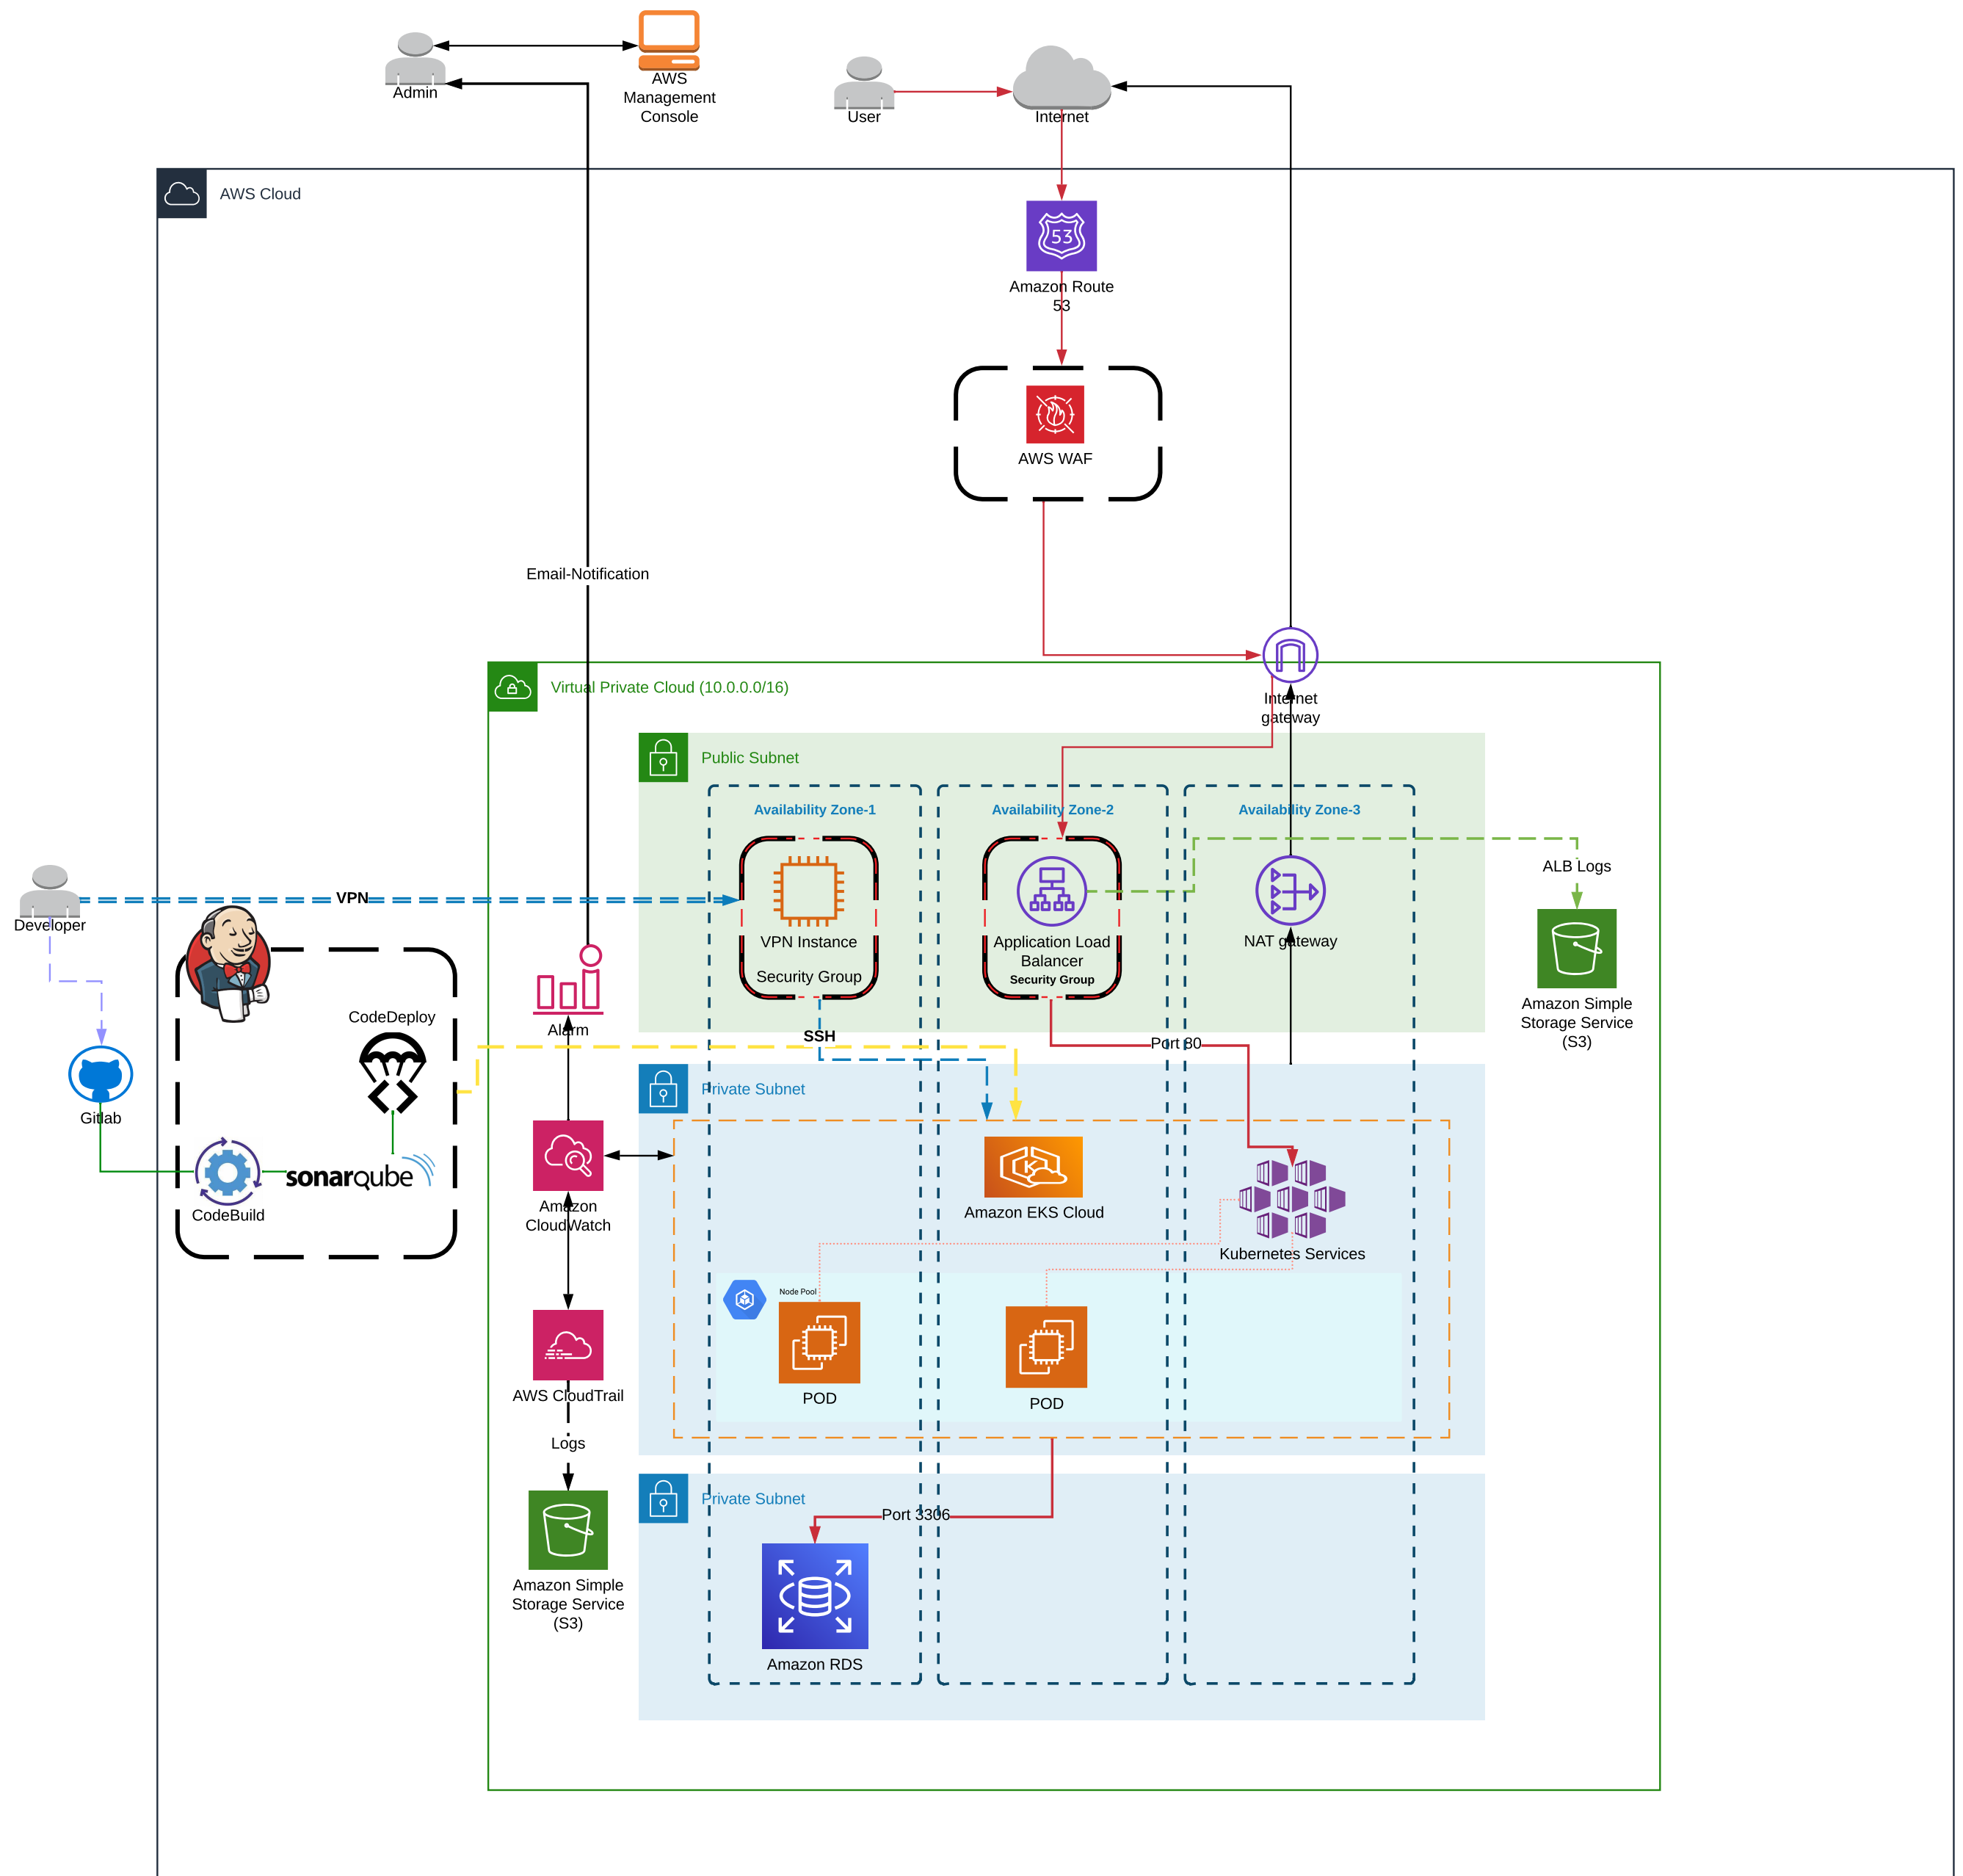 Admin
AWS
Management
Console
User
Internet
AWS Cloud
53
Amazon Route
53
AWS WAF
Email-Notification
Virtual Private Cloud (10.0.0.0/16)
Internet
gateway
Public Subnet
Availability Zone-1
Availability Zone-2
Availability Zone-3
ALB Logs
VPN
Developer
VPN Instance
Security Group
Application Load
Balancer
Security Group
NAT gateway
Amazon Simple
Storage Service
(S3)
CodeDeploy
Alarm
SSH
Port 80
Gitlab
Private Subnet
sonarqube
CodeBuild
Amazon
CloudWatch
K
Amazon EKS Cloud
Kubernetes Services
Node Pool
AWS CloudTrail
POD
POD
Logs
Private Subnet
Port 3306
Amazon Simple
Storage Service
(S3)
Amazon RDS